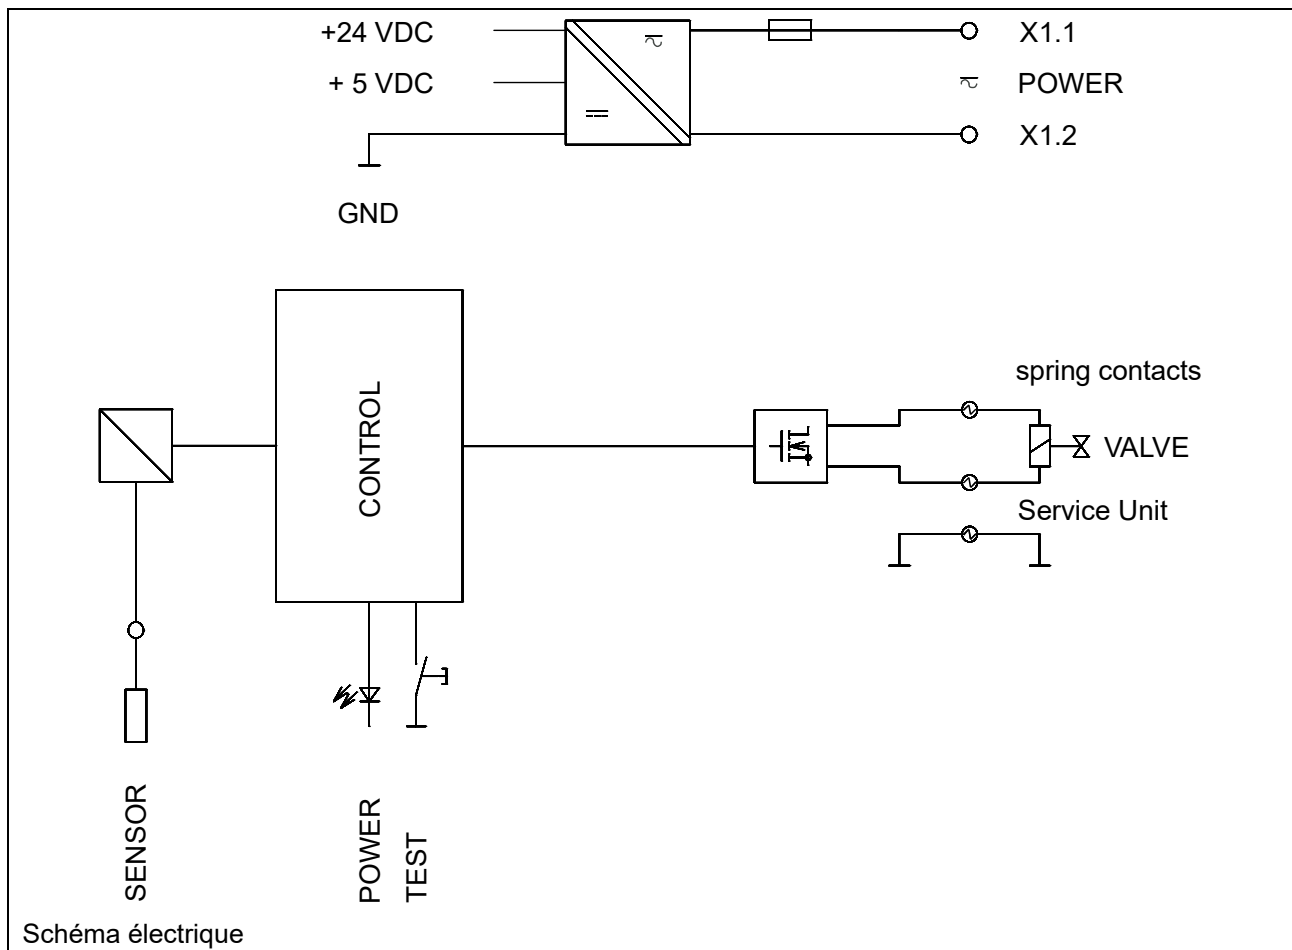 +24 VDC
X1.1
+ 5 VDC
POWER
X1.2
GND
spring contacts
CONTROL
VALVE
Service Unit
SENSOR
POWER
TEST
Schéma électrique